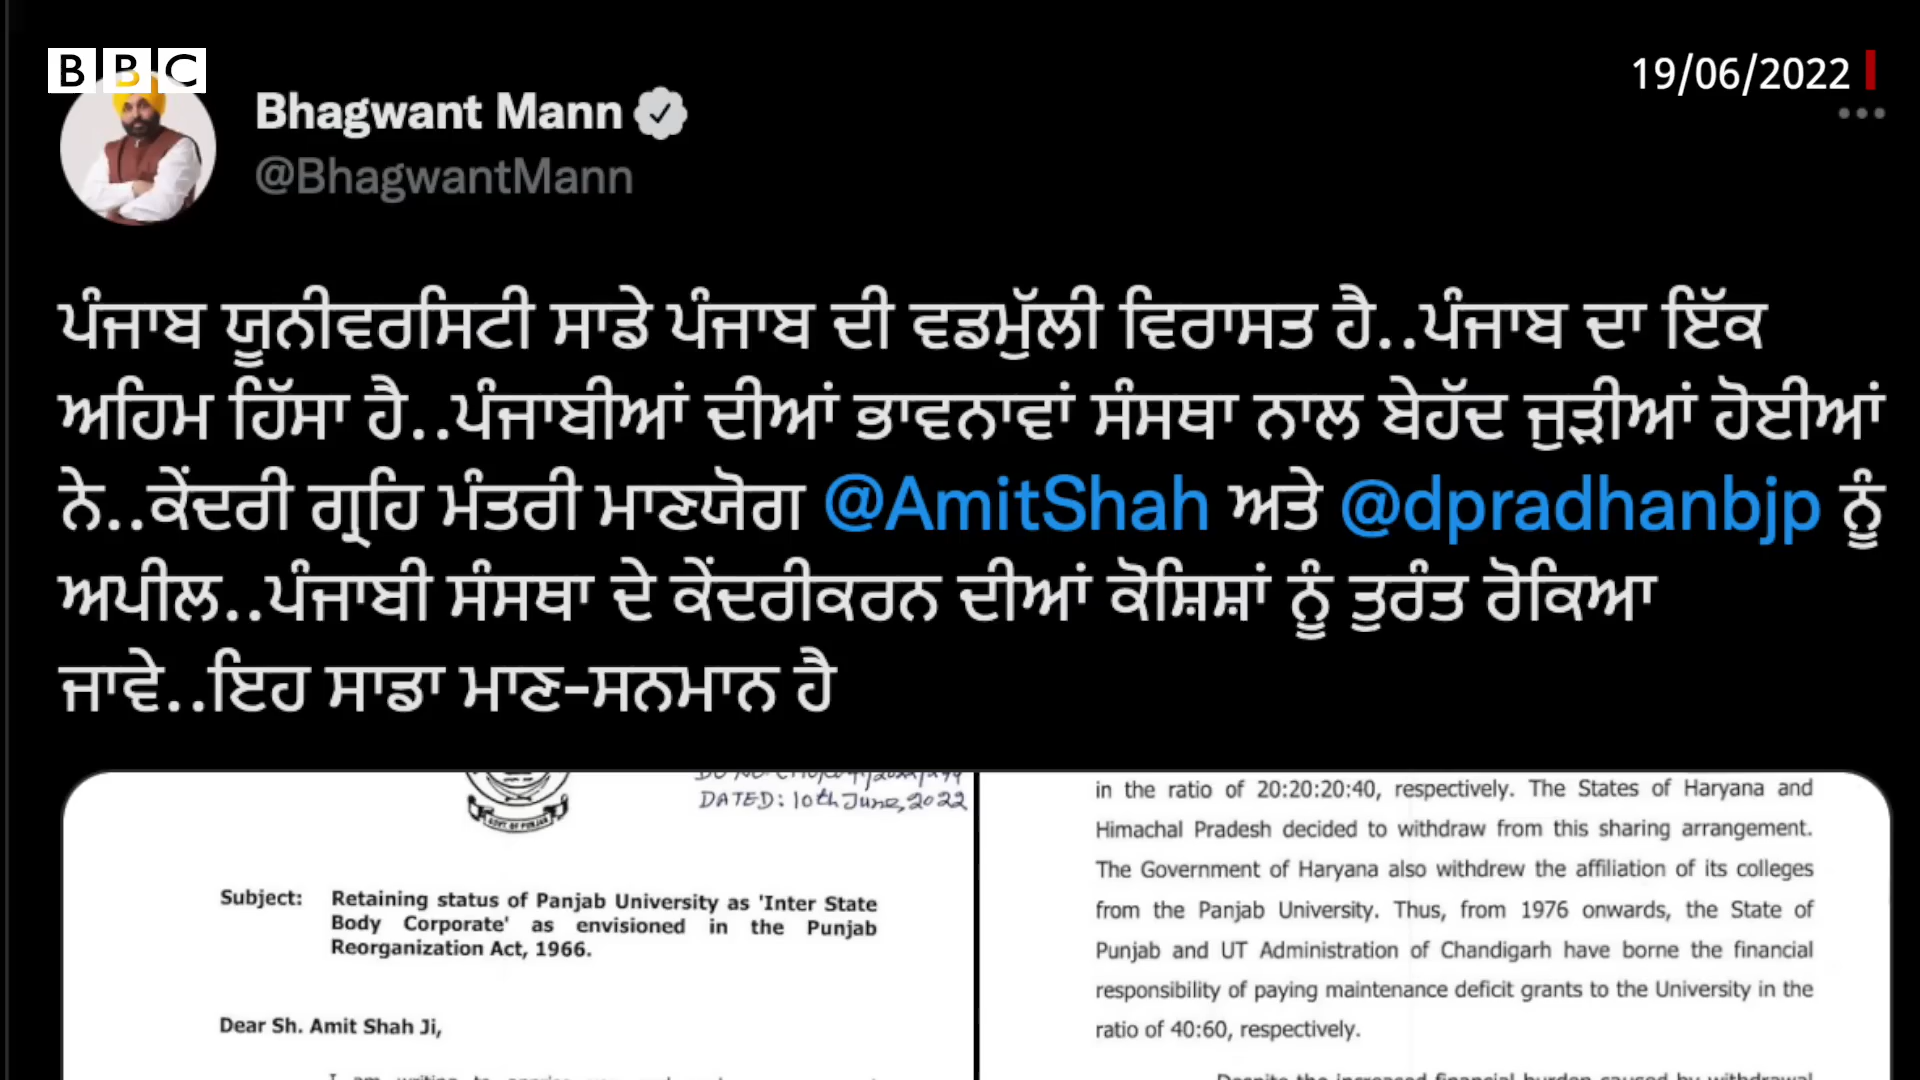 BBC
19/06/2022
Bhagwant Mann
@BhagwantMann
ਪੰਜਾਬ ਯੂਨੀਵਰਸਿਟੀ ਸਾਡੇ ਪੰਜਾਬ ਦੀ ਵਡਮੁੱਲੀ ਵਿਰਾਸਤ ਹੈ..ਪੰਜਾਬ ਦਾ ਇੱਕ
ਅਹਿਮ ਹਿੱਸਾ ਹੈ..ਪੰਜਾਬੀਆਂ ਦੀਆਂ ਭਾਵਨਾਵਾਂ ਸੰਸਥਾ ਨਾਲ ਬੇਹੱਦ ਜੁੜੀਆਂ ਹੋਈਆਂ
ਨੇ..ਕੇਂਦਰੀ ਗ੍ਰਹਿ ਮੰਤਰੀ ਮਾਣਯੋਗ @AmitShah ਅਤੇ @dpradhanbjp ਨੂੰ
ਅਪੀਲ..ਪੰਜਾਬੀ ਸੰਸਥਾ ਦੇ ਕੇਂਦਰੀਕਰਨ ਦੀਆਂ ਕੋਸ਼ਿਸ਼ਾਂ ਨੂੰ ਤੁਰੰਤ ਰੋਕਿਆ
ਜਾਵੇ..ਇਹ ਸਾਡਾ ਮਾਣ-ਸਨਮਾਨ ਹੈ
GOVT. OF PUNJAB
DATED: 10th June, 2022
Subject: Retaining status of Panjab University as 'Inter State
Body Corporate' as envisioned in the Punjab
Reorganization Act, 1966.
Dear Sh. Amit Shah Ji,
in the ratio of 20:20:20:40, respectively. The States of Haryana and
Himachal Pradesh decided to withdraw from this sharing arrangement.
The Government of Haryana also withdrew the affiliation of its colleges
from the Panjab University. Thus, from 1976 onwards, the State of
Punjab and UT Administration of Chandigarh have borne the financial
responsibility of paying maintenance deficit grants to the University in the
ratio of 40:60, respectively.